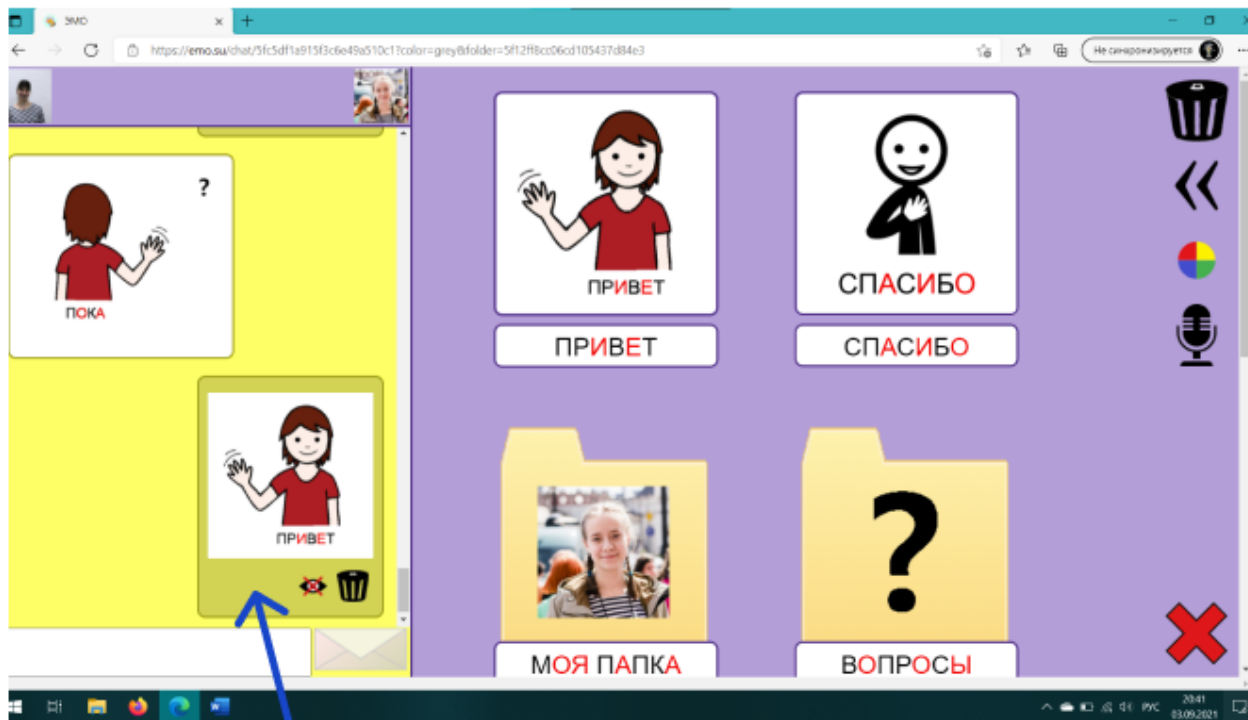 ЭМО
https://emo.su/chat/5fc5df1a915f3c6e49a510c1?color=grey&folder=5f12ff8cc06cd105437d84e3
Не синхронизируется
?
ПОКА
ПРИВЕТ
ПРИВЕТ
СПАСИБО
ПРИВЕТ
СПАСИБО
?
МОЯ ПАПКА
ВОПРОСЫ
РУС
20:41
03.09.2021